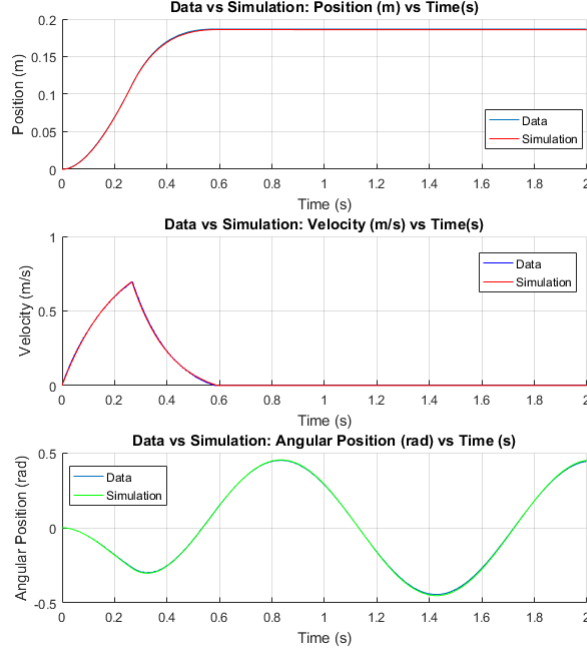 Data vs Simulation: Position (m) vs Time(s)
0.2
0.15
0.1
0.05
0
Position (m)
Data
Simulation
0 0.2 0.4 0.6 0.8 1 1.2 1.4 1.6 1.8 2
Time (s)
Data vs Simulation: Velocity (m/s) vs Time(s)
1
0.5
0
Velocity (m/s)
Data
Simulation
0 0.2 0.4 0.6 0.8 1 1.2 1.4 1.6 1.8 2
Time (s)
Data vs Simulation: Angular Position (rad) vs Time (s)
0.5
0
-0.5
Angular Position (rad)
Data
Simulation
0 0.2 0.4 0.6 0.8 1 1.2 1.4 1.6 1.8 2
Time (s)